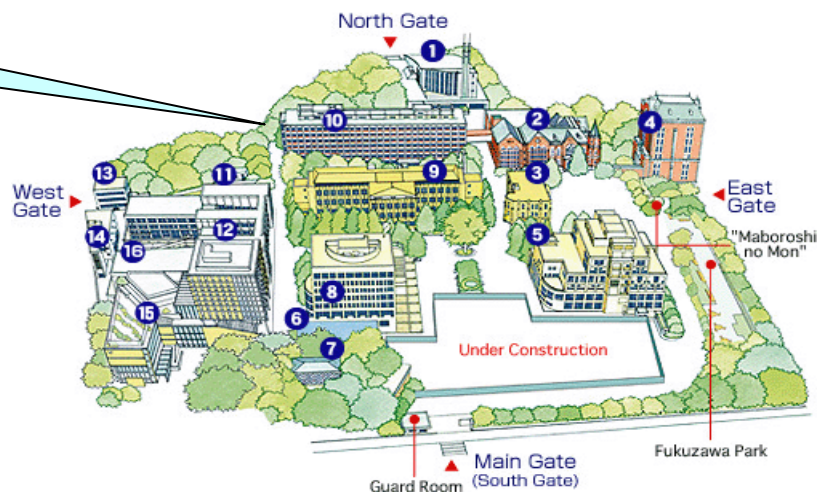 North Gate
1
10
2
4
13
11
9
3
West
Gate
East
Gate
14
12
16
5
"Maboroshi
no Mon"
8
15
6
7
Under Construction
Fukuzawa Park
Main Gate
(South Gate)
Guard Room